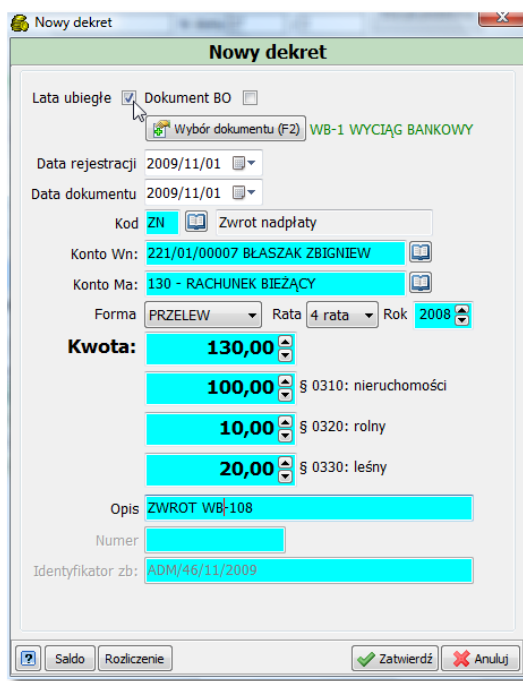 Nowy dekret
Nowy dekret
Lata ubiegłe Dokument BO
Wybór dokumentu (F2) WB-1 WYCIĄG BANKOWY
Data rejestracji 2009/11/01
Data dokumentu 2009/11/01
Kod ZN Zwrot nadpłaty
Konto Wn: 221/01/00007 BŁASZAK ZBIGNIEW
Konto Ma: 130 - RACHUNEK BIEŻĄCY
Forma PRZELEW Rata 4 rata Rok 2008
Kwota: 130,00
100,00 § 0310: nieruchomości
10,00 § 0320: rolny
20,00 § 0330: leśny
Opis ZWROT WB-108
Numer
Identyfikator zb: ADM/46/11/2009
? Saldo Rozliczenie Zatwierdź Anuluj